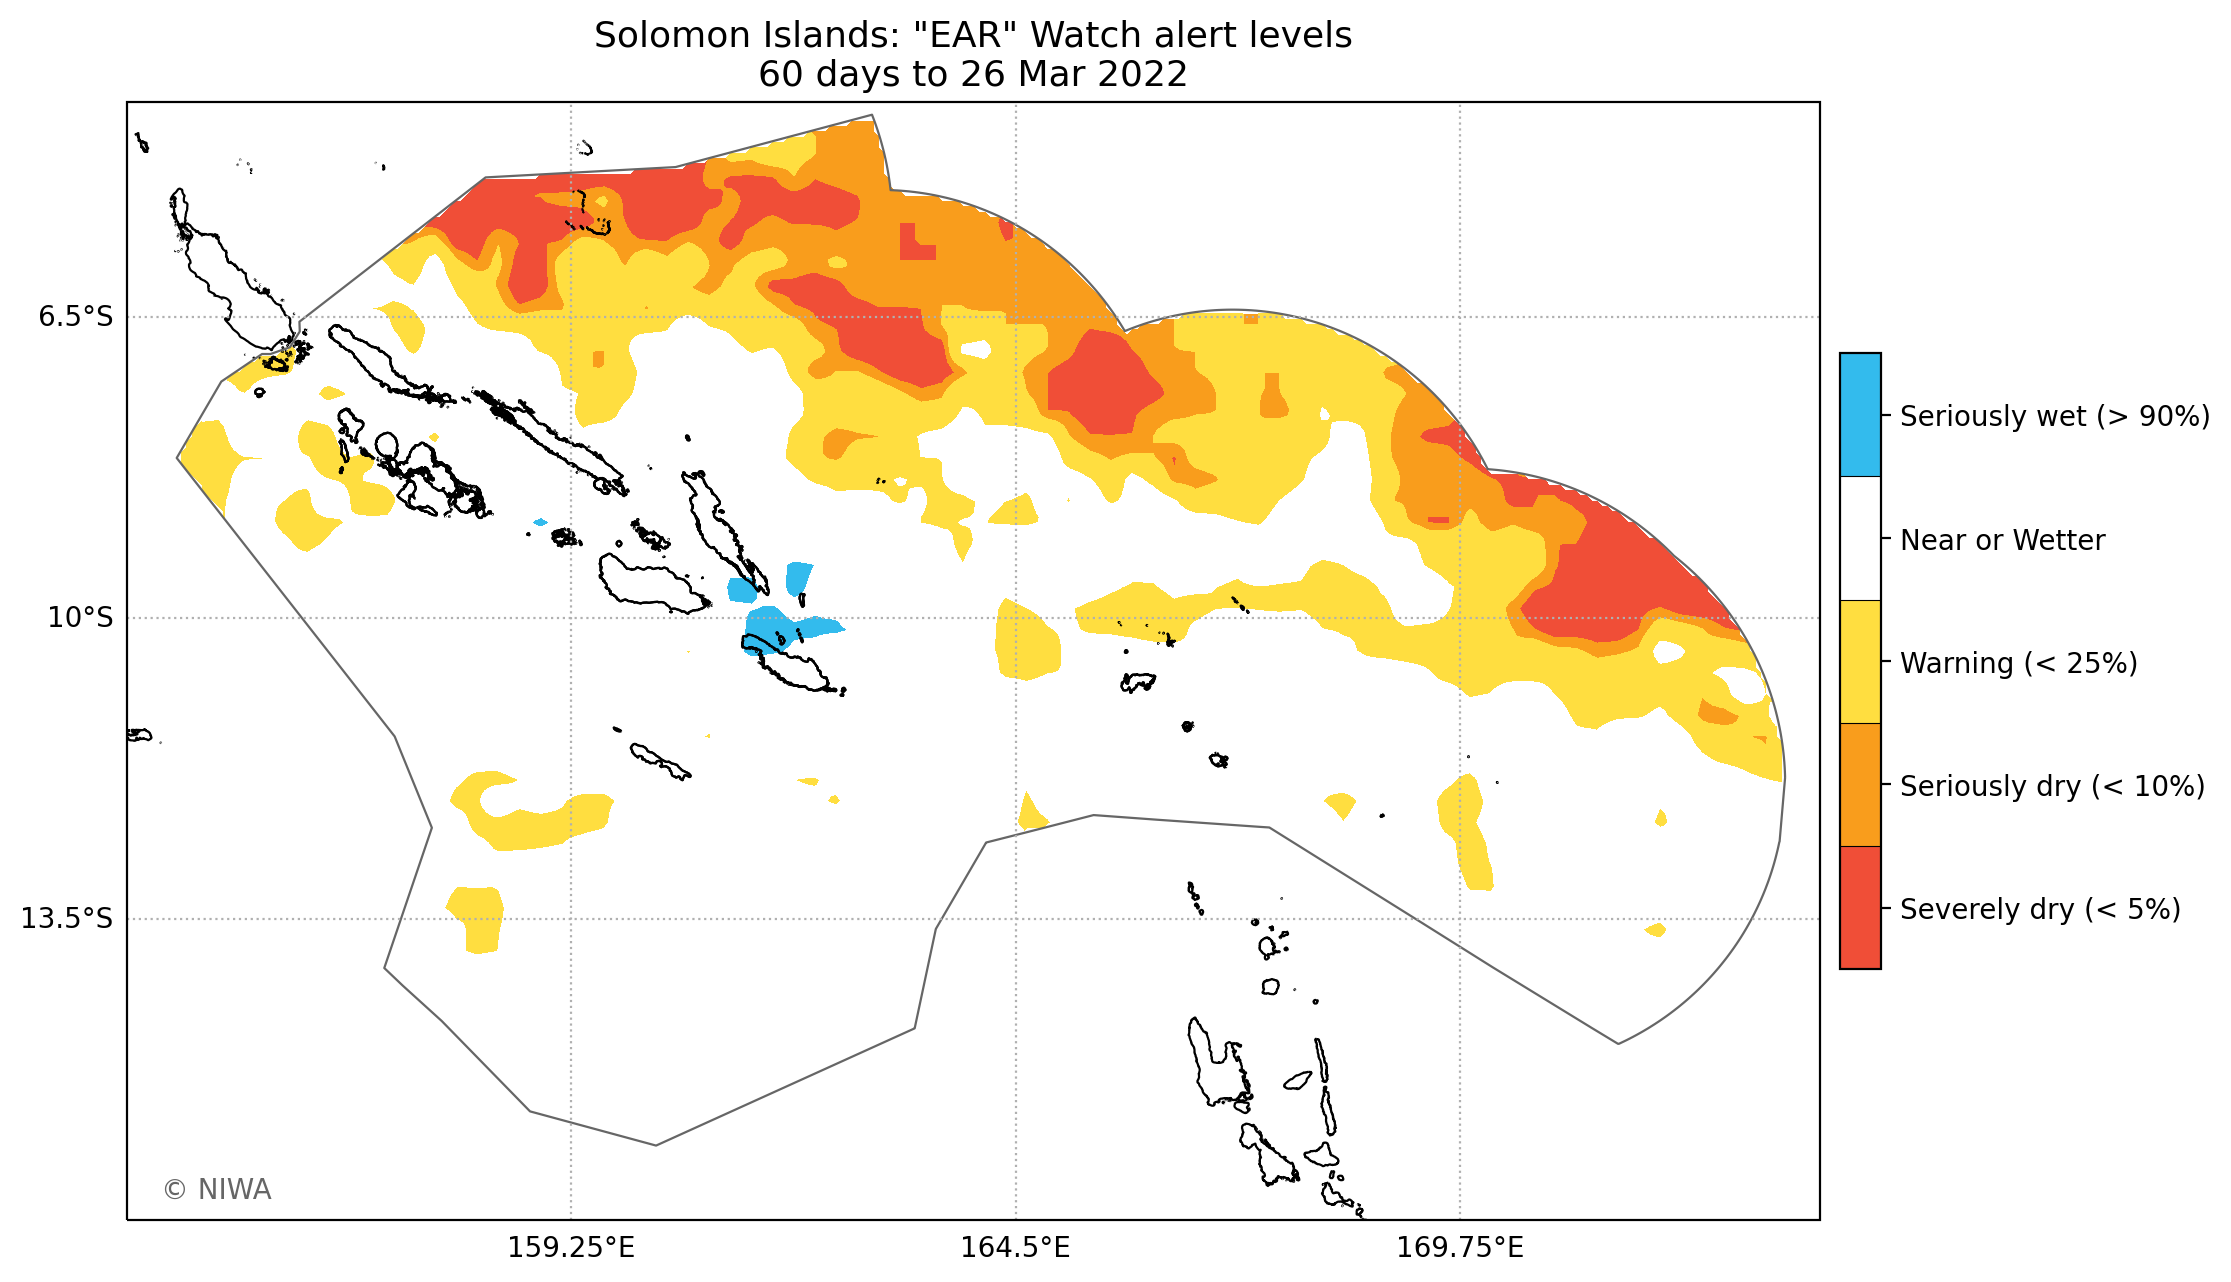 Solomon Islands: "EAR" Watch alert levels
60 days to 26 Mar 2022
6.5°S
10°S
13.5°S
159.25°E
164.5°E
169.75°E
Seriously wet (> 90%)
Near or Wetter
Warning (< 25%)
Seriously dry (< 10%)
Severely dry (< 5%)
© NIWA